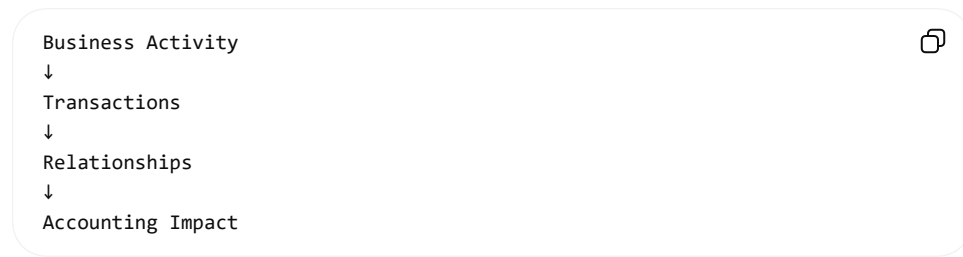 Business Activity
↓
Transactions
↓
Relationships
↓
Accounting Impact